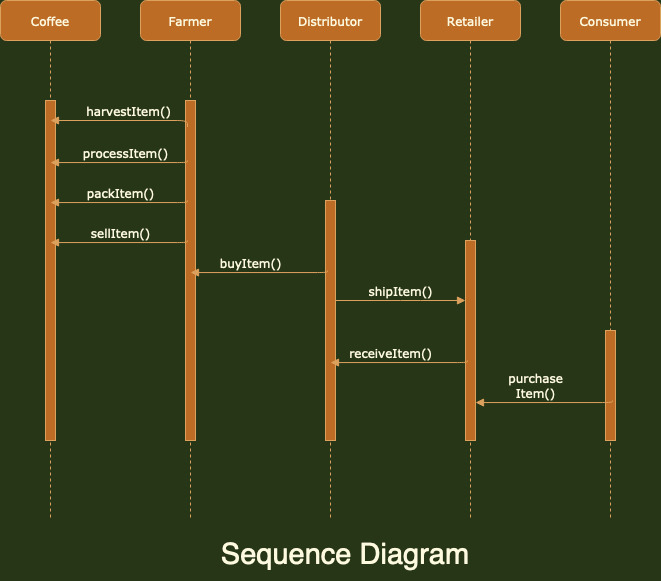 Coffee
Farmer
Distributor
Retailer
Consumer
harvestItem()
processItem()
packItem()
sellItem()
buyItem()
shipItem()
receiveItem()
purchase
Item()
Sequence Diagram